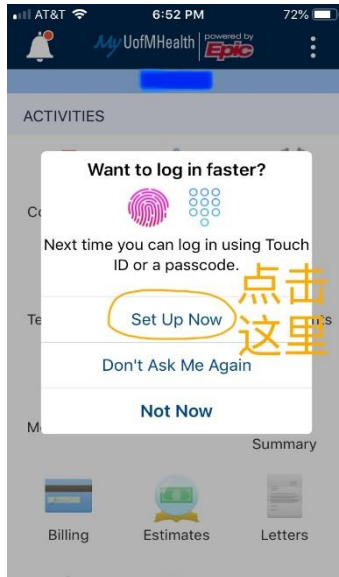 AT&T 6:52 PM 72%
My UofMHealth powered by Epic
ACTIVITIES
Want to log in faster?
Next time you can log in using Touch
ID or a passcode.
点击
Set Up Now
这里
Don't Ask Me Again
Not Now
Summary
Billing Estimates Letters